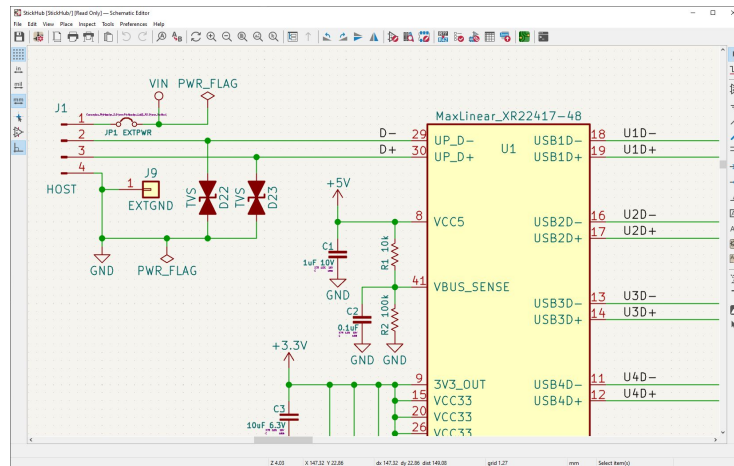 StickHub [StickHub/] [Read Only] — Schematic Editor
File Edit View Place Inspect Tools Preferences Help
in
mil
mm
VIN PWR_FLAG
J1
1
JP1 EXTPWR
2
3
4
HOST
J9
1
EXTGND
TVS
D22
TVS
D23
GND
PWR_FLAG
MaxLinear_XR22417-48
U1
D- 29 UP_D-
D+ 30 UP_D+
USB1D- 18 U1D-
USB1D+ 19 U1D+
+5V
8 VCC5
USB2D- 16 U2D-
USB2D+ 17 U2D+
C1
1uF 10V
GND
R1 10k
41 VBUS_SENSE
C2
0.1uF
R2 100k
GND GND
USB3D- 13 U3D-
USB3D+ 14 U3D+
+3.3V
9 3V3_OUT
15 VCC33
20 VCC33
26 VCC33
USB4D- 11 U4D-
USB4D+ 12 U4D+
C3
10uF 6.3V
Z 4.03 X 147.32 Y 22.86 dx 147.32 dy 22.86 dist 149.08 grid 1.27 mm Select item(s)